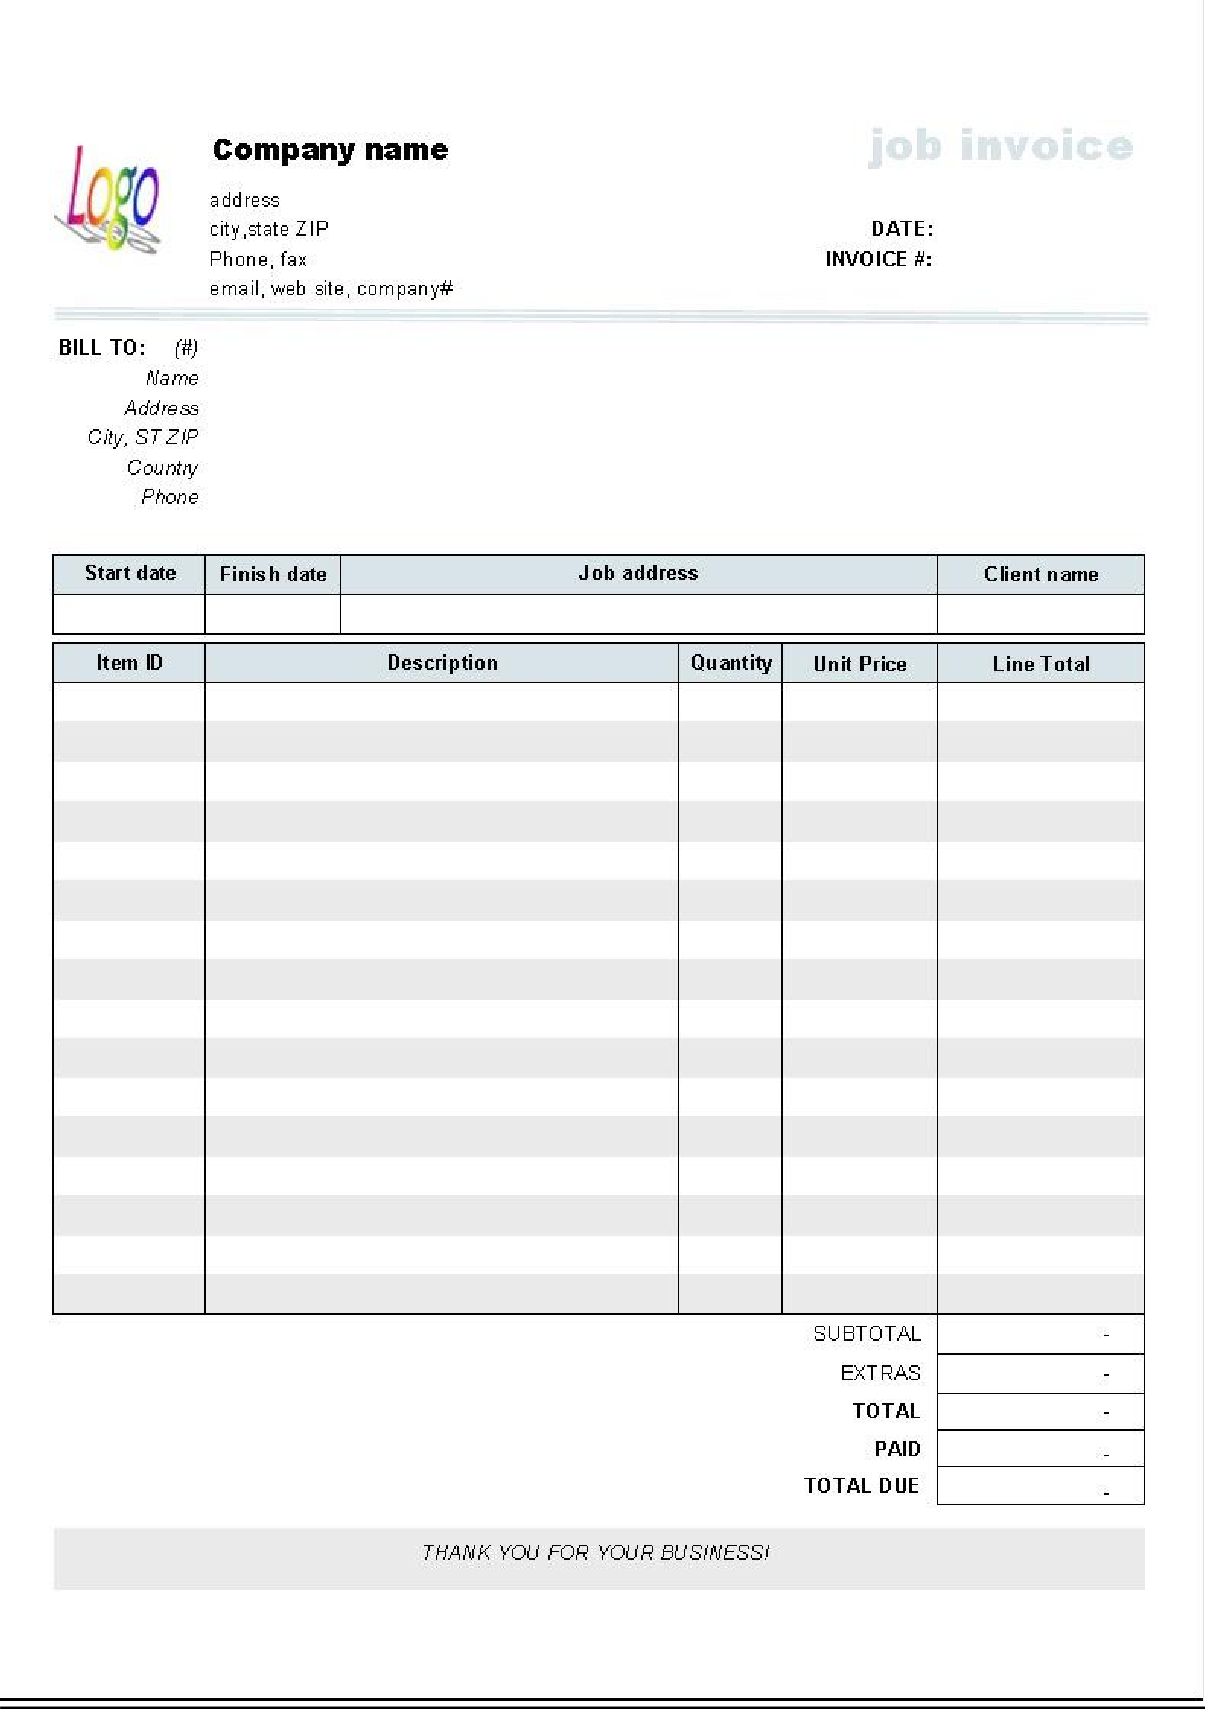 Logo
Company name
job invoice
address
city,state ZIP
DATE:
Phone, fax
INVOICE #:
email, web site, company#
BILL TO: (#)
Name
Address
City, ST ZIP
Country
Phone
Start date Finish date Job address Client name
Item ID Description Quantity Unit Price Line Total
SUBTOTAL -
EXTRAS -
TOTAL -
PAID -
TOTAL DUE -
THANK YOU FOR YOUR BUSINESS!